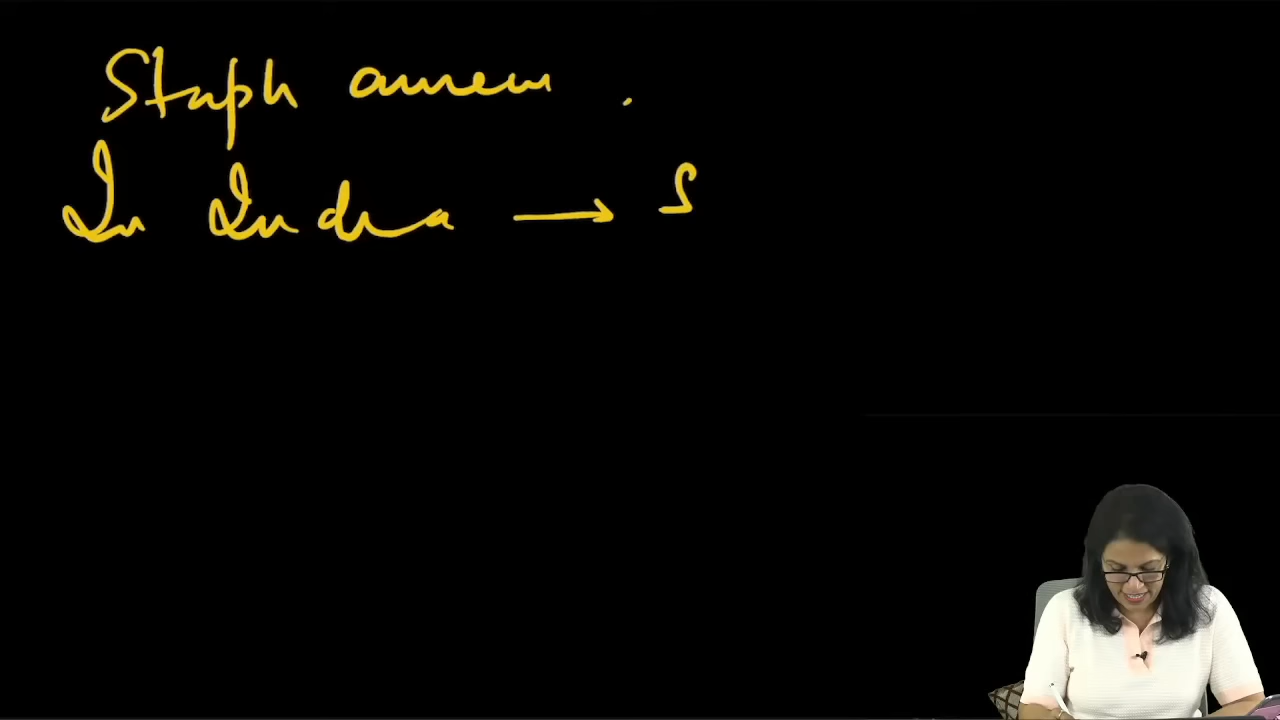 Staph aureus .
In India → S